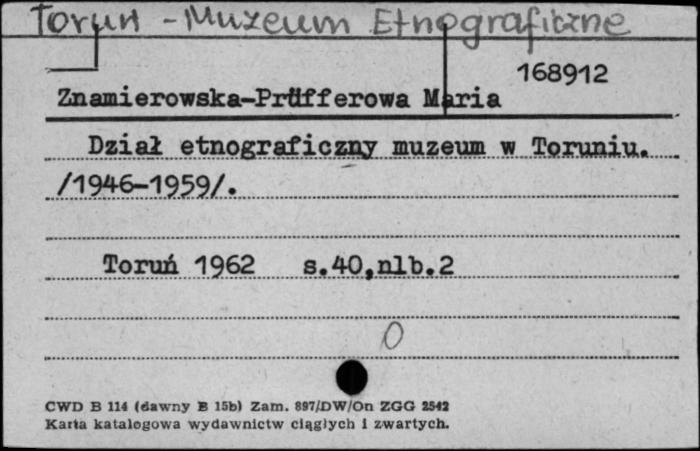 Toruń - Muzeum Etnograficzne
168912
Znamierowska-Prüfferowa Maria
Dział etnograficzny muzeum w Toruniu.
/1946-1959/.
Toruń 1962 s.40,nlb.2
0
CWD B 114 (dawny B 15b) Zam. 897/DW/On ZGG 2542
Karta katalogowa wydawnictw ciągłych i zwartych.